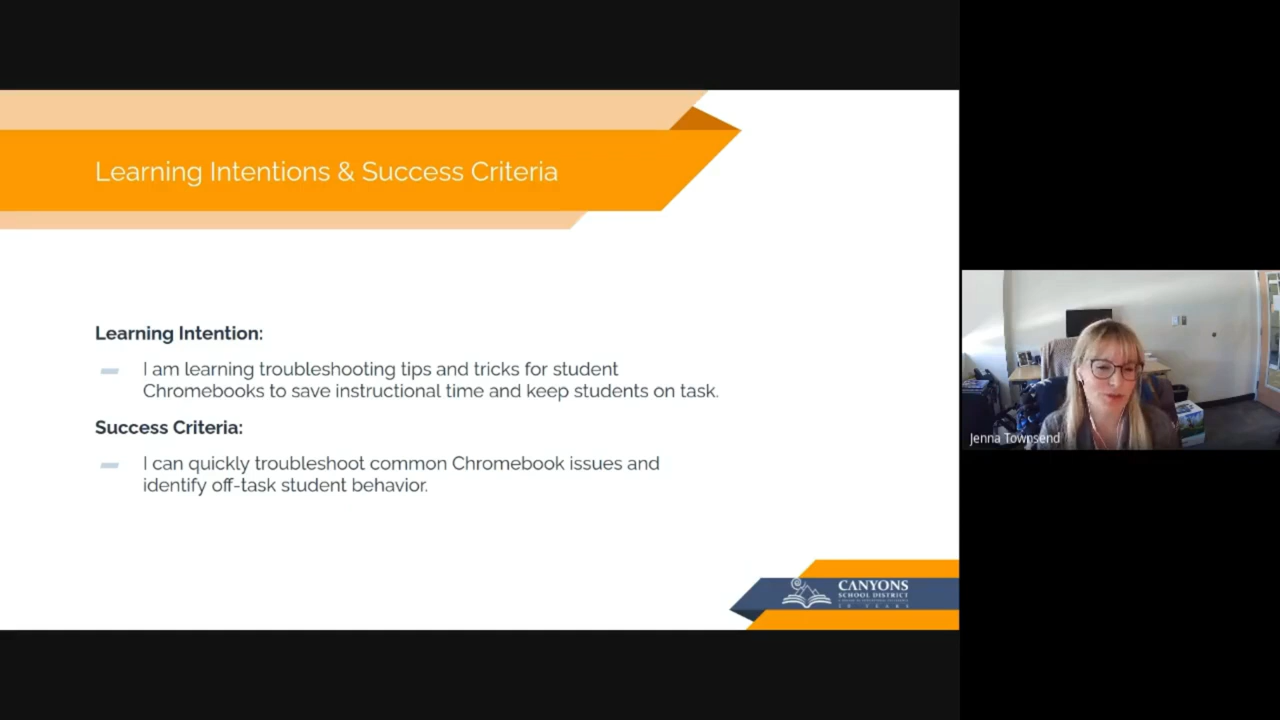 Learning Intentions & Success Criteria
Learning Intention:
I am learning troubleshooting tips and tricks for student
Chromebooks to save instructional time and keep students on task.
Success Criteria:
I can quickly troubleshoot common Chromebook issues and
identify off-task student behavior.
CANYONS
SCHOOL DISTRICT
Jenna Townsend